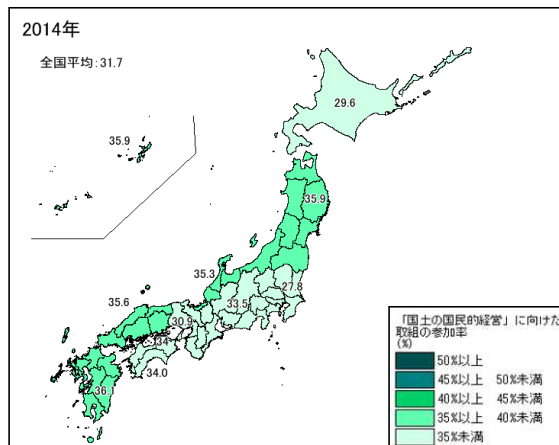 2014年
全国平均:31.7
29.6
35.9
35.9
35.3
27.8
33.5
35.6
30.9
34.0
36.
「国土の国民的経営」に向けた
取組の参加率
(%)
50%以上
45%以上 50%未満
40%以上 45%未満
35%以上 40%未満
35%未満